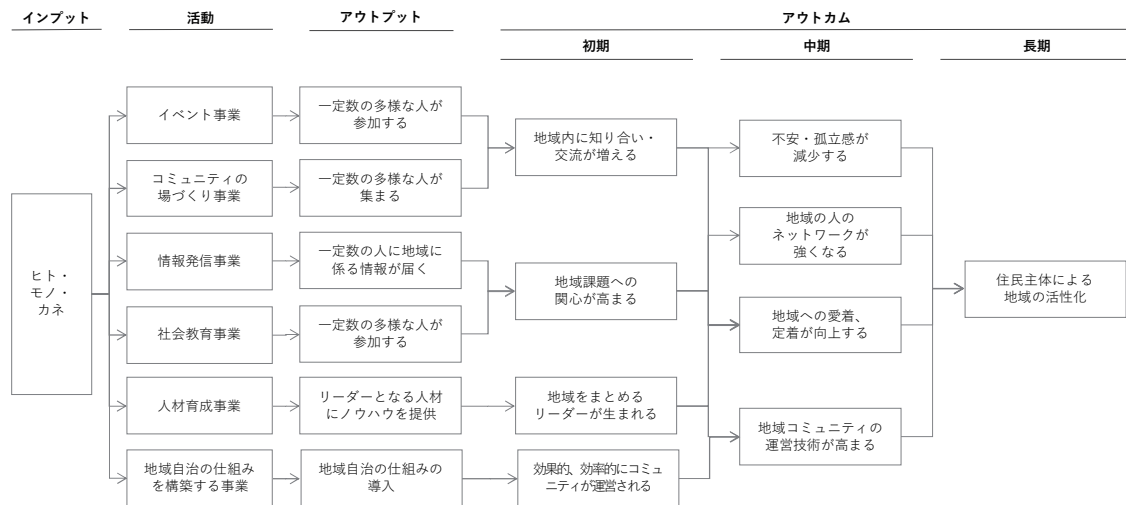 インプット
活動
アウトプット
アウトカム
初期
中期
長期
ヒト・
モノ・
カネ
イベント事業
コミュニティの
場づくり事業
情報発信事業
社会教育事業
人材育成事業
地域自治の仕組み
を構築する事業
一定数の多様な人が
参加する
一定数の多様な人が
集まる
一定数の人に地域に
係る情報が届く
一定数の多様な人が
参加する
リーダーとなる人材
にノウハウを提供
地域自治の仕組みの
導入
地域内に知り合い・
交流が増える
地域課題への
関心が高まる
地域をまとめる
リーダーが生まれる
効果的、効率的にコミュ
ニティが運営される
不安・孤立感が
減少する
地域の人の
ネットワークが
強くなる
地域への愛着、
定着が向上する
地域コミュニティの
運営技術が高まる
住民主体による
地域の活性化